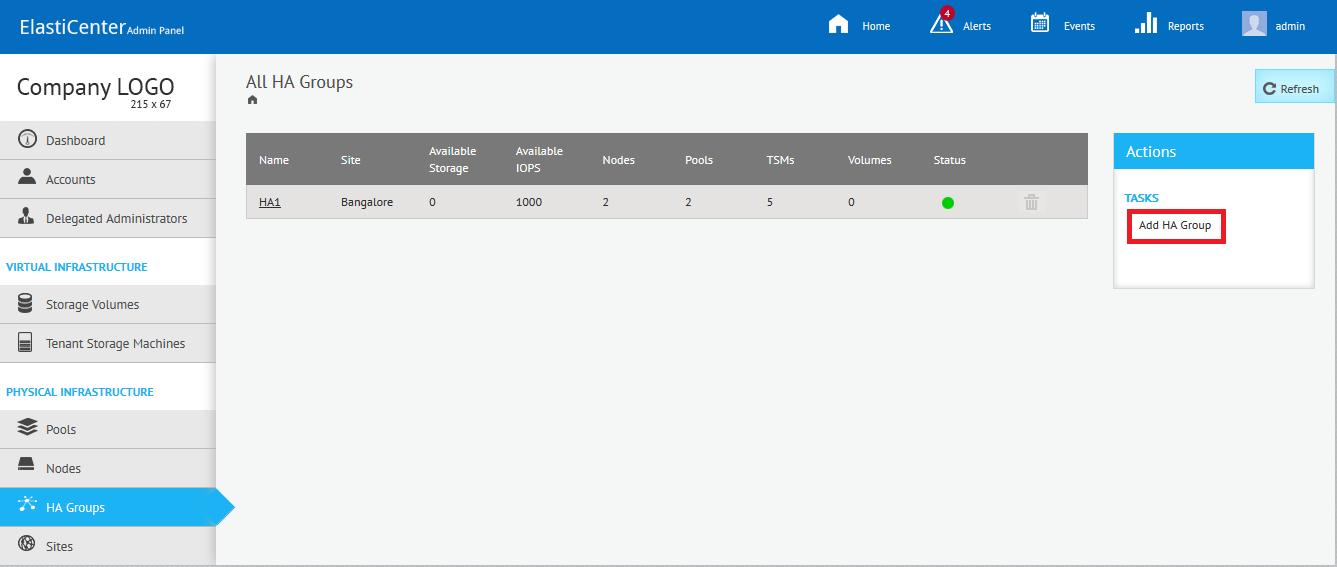 ElastiCenter Admin Panel
Home
4
Alerts
Events
Reports
admin
Company LOGO
215 x 67
Dashboard
Accounts
Delegated Administrators
VIRTUAL INFRASTRUCTURE
Storage Volumes
Tenant Storage Machines
PHYSICAL INFRASTRUCTURE
Pools
Nodes
HA Groups
Sites
All HA Groups
Refresh
Name Site Available Storage Available IOPS Nodes Pools TSMs Volumes Status
HA1 Bangalore 0 1000 2 2 5 0
Actions
TASKS
Add HA Group